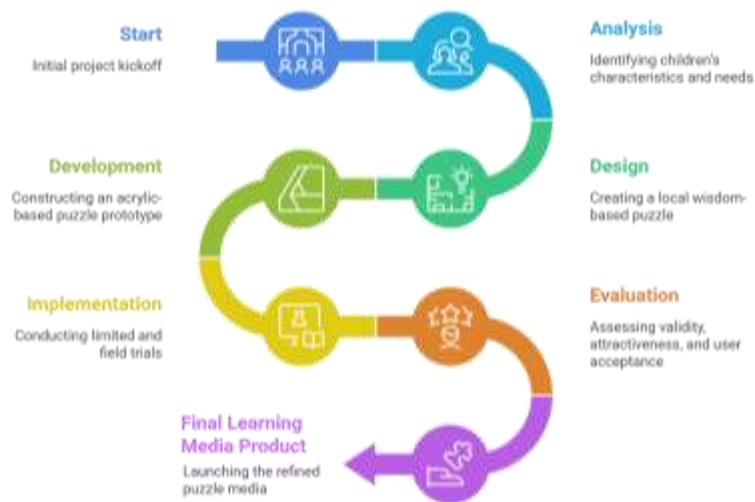 Start
Initial project kickoff
Analysis
Identifying children's
characteristics and needs
Design
Creating a local wisdom-
based puzzle
Development
Constructing an acrylic-
based puzzle prototype
Implementation
Conducting limited and
field trials
Evaluation
Assessing validity,
attractiveness, and user
acceptance
Final Learning
Media Product
Launching the refined
puzzle media